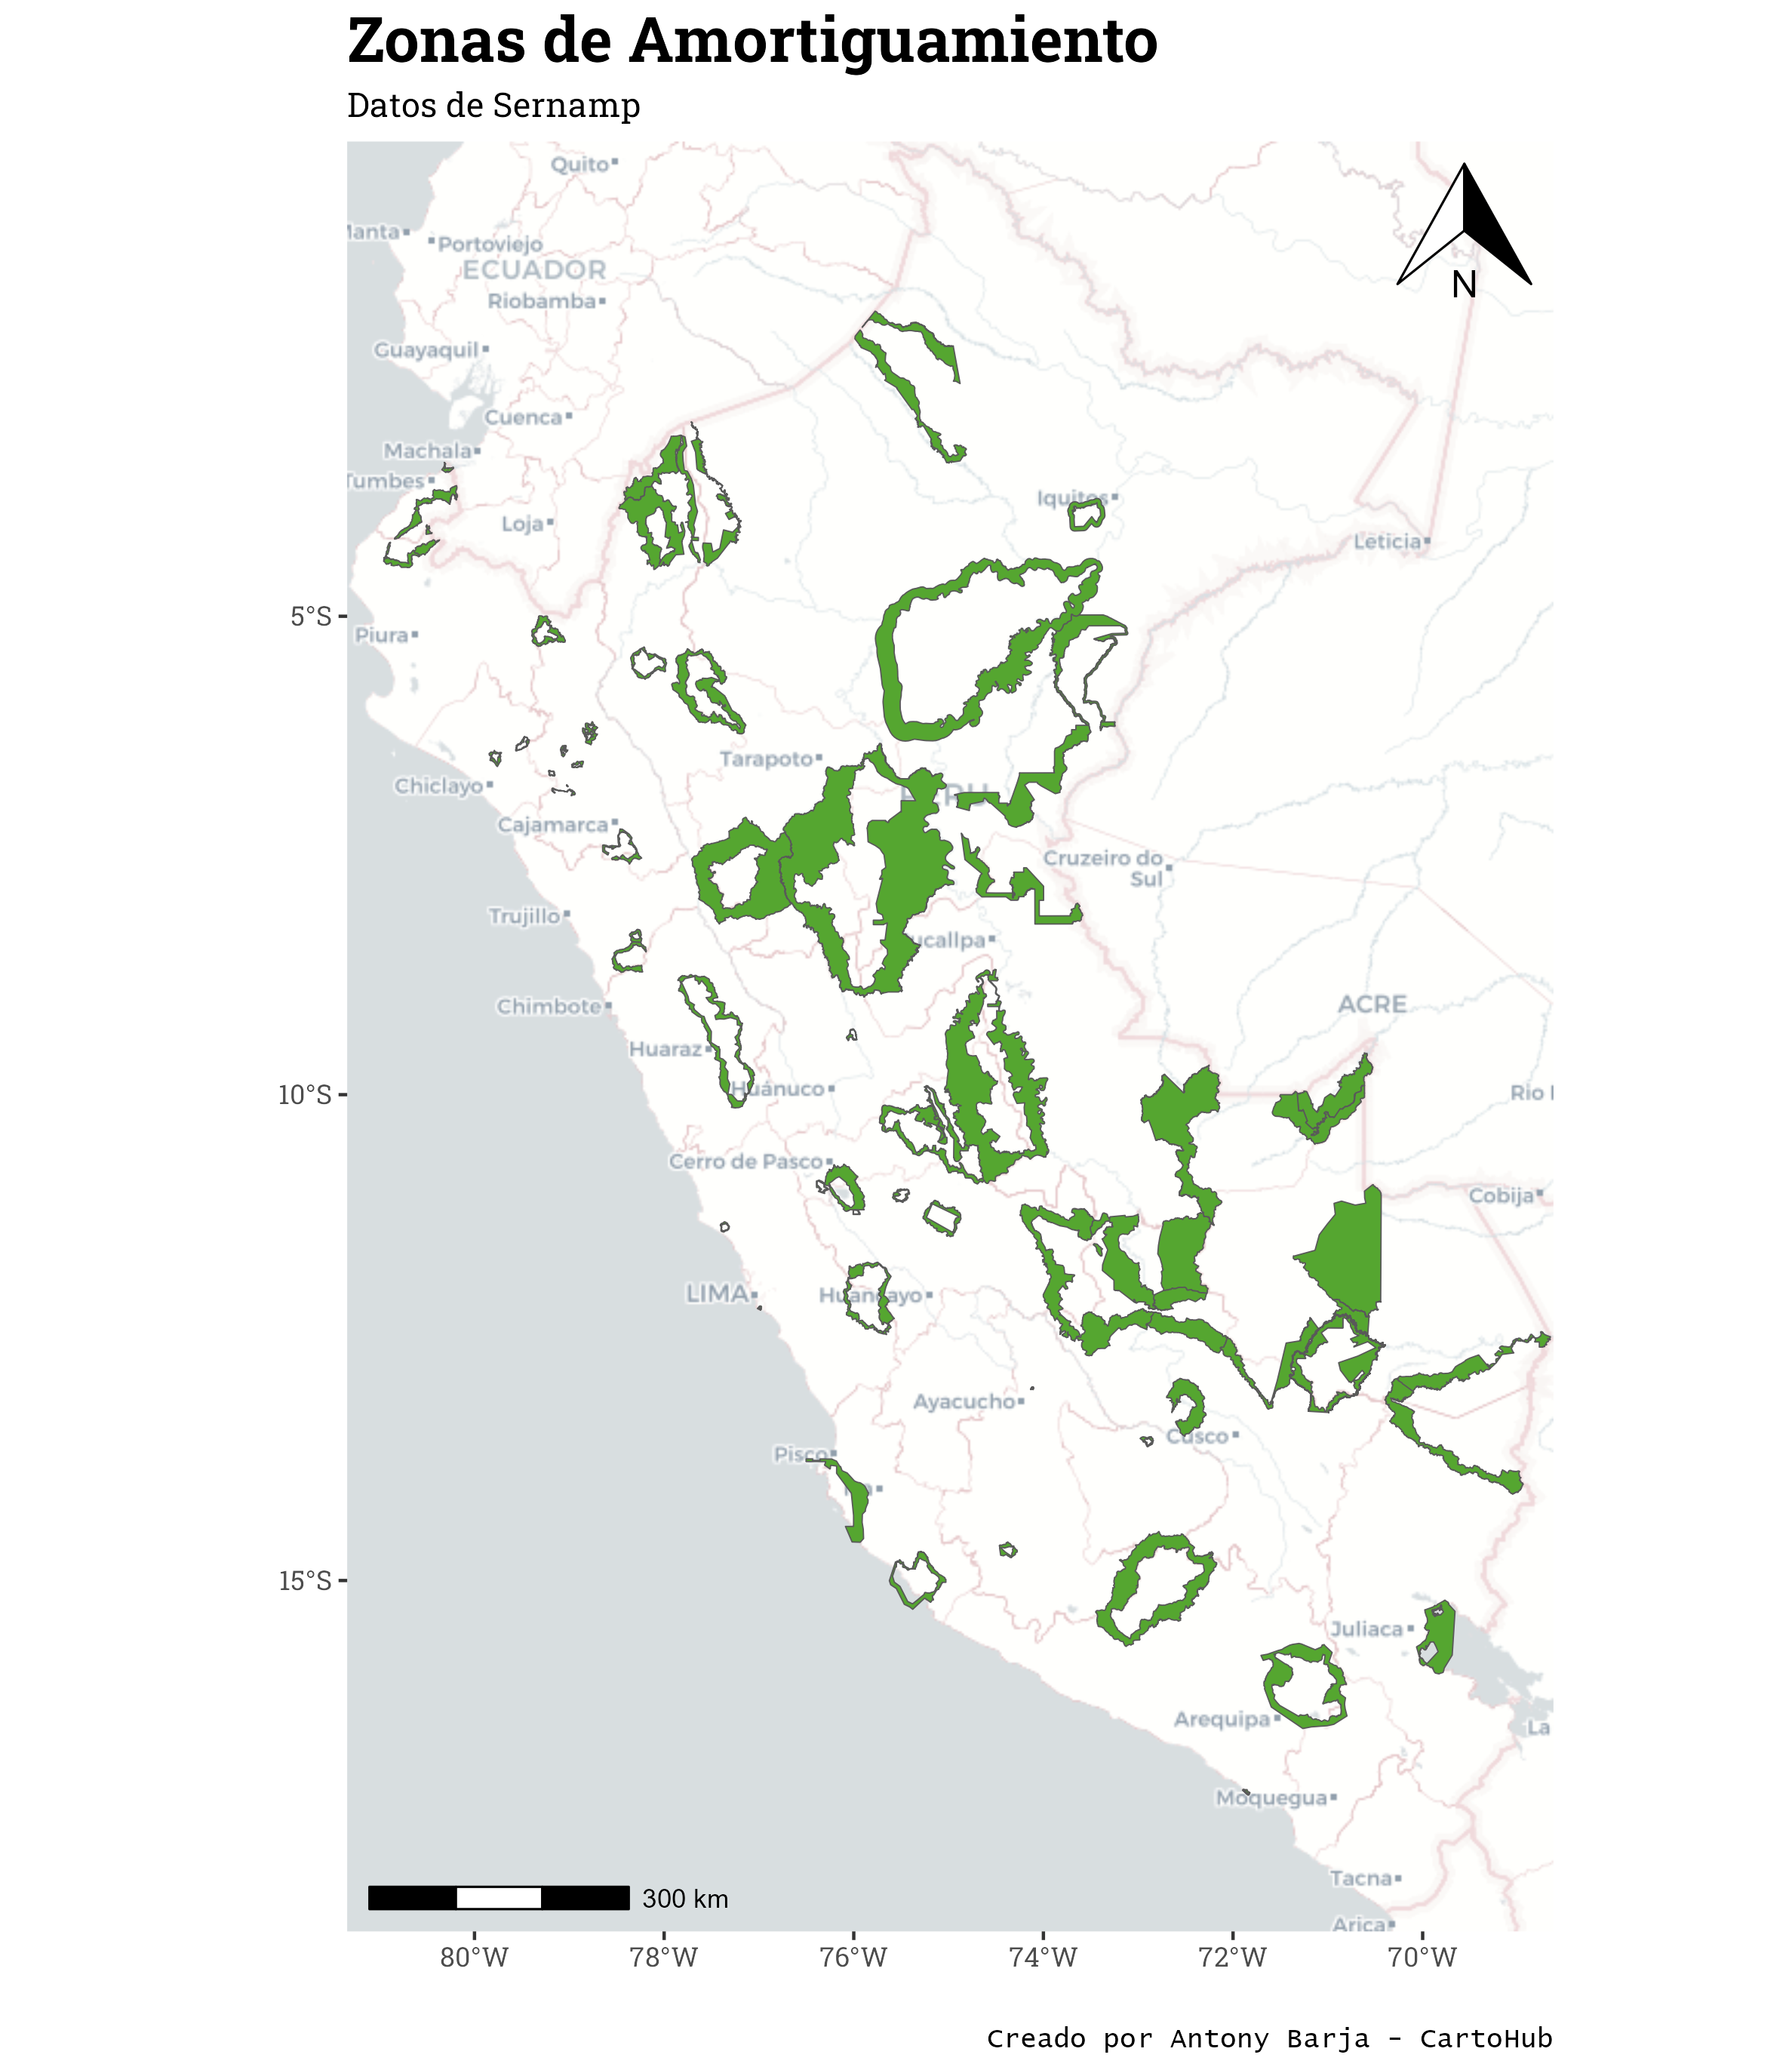 Zonas de Amortiguamiento
Datos de Sernamp
Quito
Portoviejo
ECUADOR
Riobamba
Guayaquil
Cuenca
Machala
Tumbes
Loja
Iquitos
Leticia
5°S
Piura
Tarapoto
Chiclayo
PERU
Cajamarca
Cruzeiro do
Sul
Trujillo
ucallpa
Chimbote
ACRE
Huaraz
Huánuco
10°S
Rio
Cerro de Pasco
Cobija
LIMA
Huancayo
Ayacucho
Cusco
Pisco
15°S
Juliaca
Arequipa
La
Moquegua
Tacna
Arica
N
300 km
80°W 78°W 76°W 74°W 72°W 70°W
Creado por Antony Barja - CartoHub